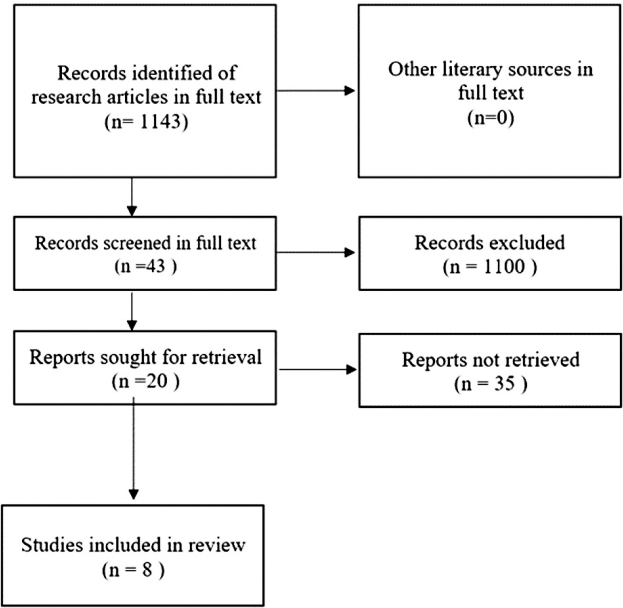 Records identified of
research articles in full text
(n= 1143)
Other literary sources in
full text
(n=0)
Records screened in full text
(n =43 )
Records excluded
(n = 1100 )
Reports sought for retrieval
(n =20 )
Reports not retrieved
(n = 35 )
Studies included in review
(n = 8 )